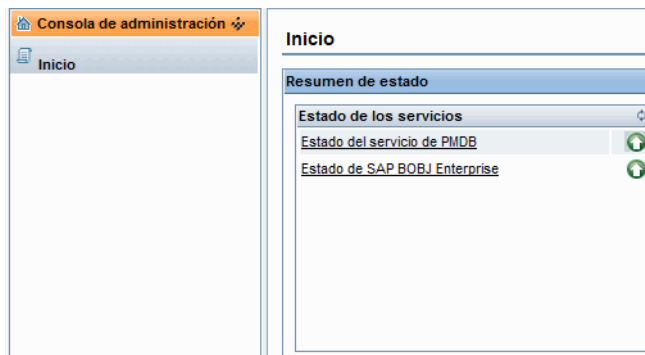 Consola de administración
Inicio
Inicio
Resumen de estado
Estado de los servicios
Estado del servicio de PMDB
Estado de SAP BOBJ Enterprise